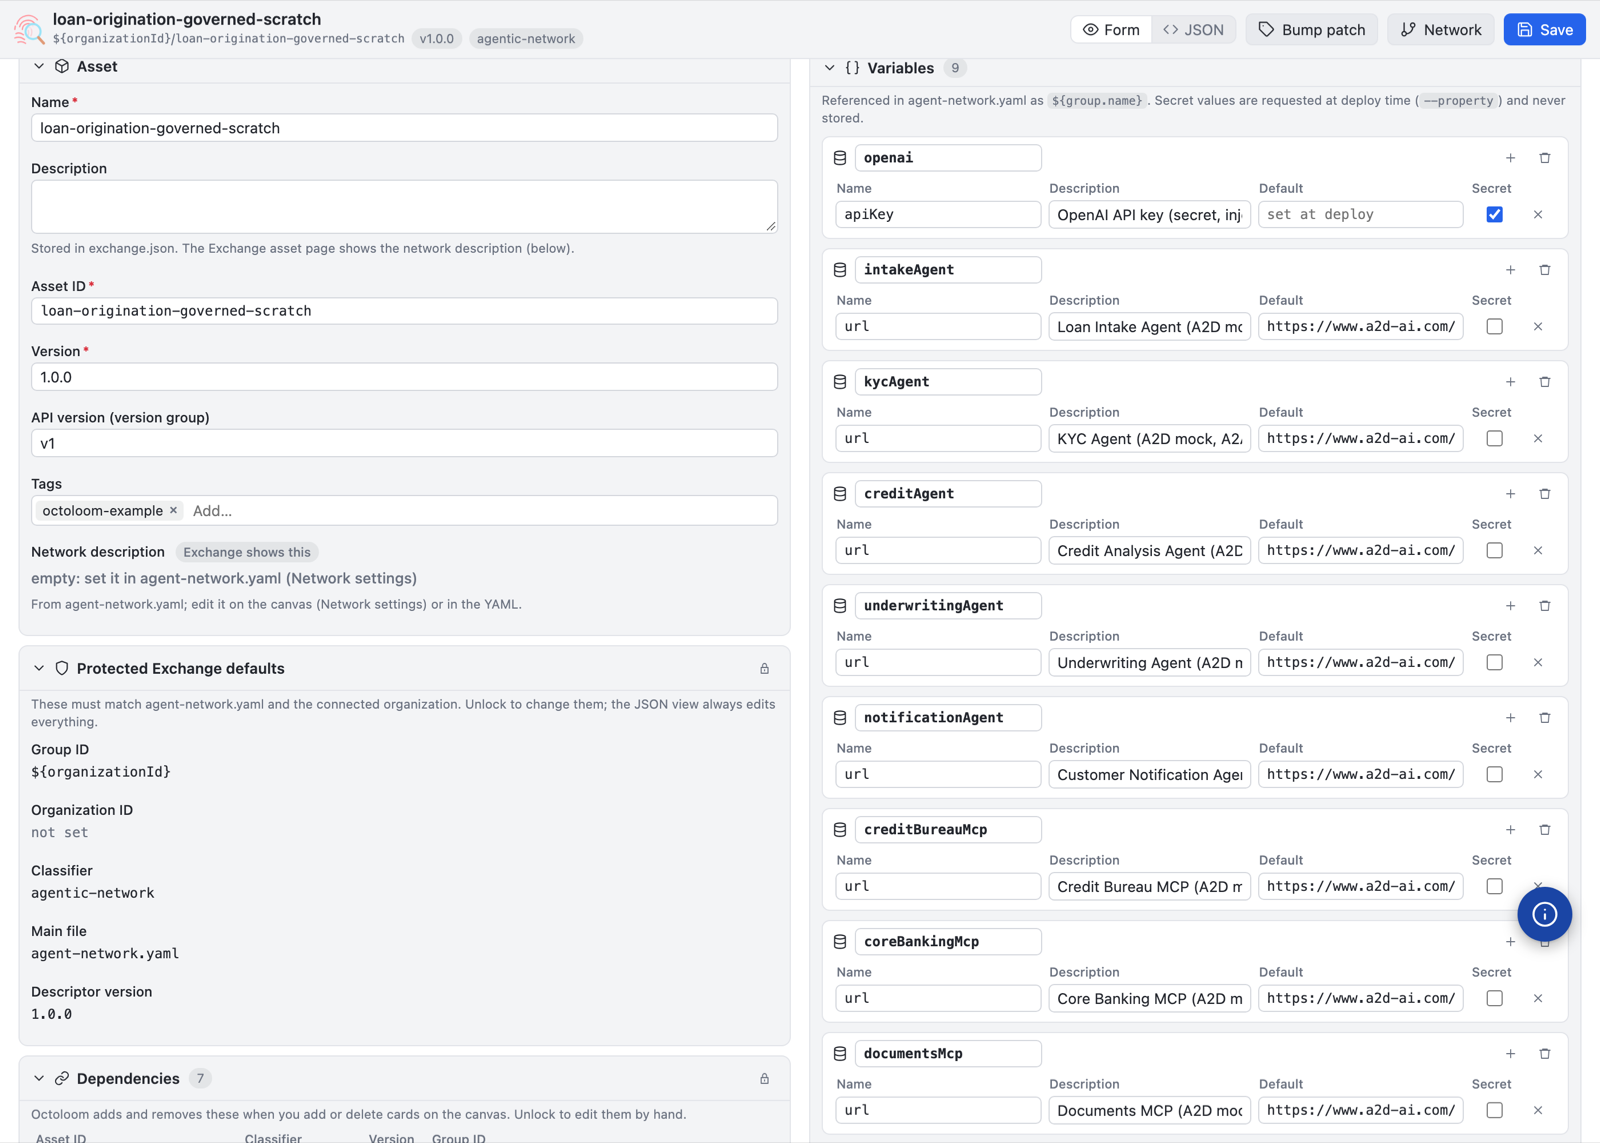 loan-origination-governed-scratch
${organizationId}/loan-origination-governed-scratch v1.0.0 agentic-network
Form JSON Bump patch Network Save
Asset
Name *
loan-origination-governed-scratch
Description
Stored in exchange.json. The Exchange asset page shows the network description (below).
Asset ID *
loan-origination-governed-scratch
Version *
1.0.0
API version (version group)
v1
Tags
octoloom-example × Add...
Network description Exchange shows this
empty: set it in agent-network.yaml (Network settings)
From agent-network.yaml; edit it on the canvas (Network settings) or in the YAML.
Protected Exchange defaults
These must match agent-network.yaml and the connected organization. Unlock to change them; the JSON view always edits
everything.
Group ID
${organizationId}
Organization ID
not set
Classifier
agentic-network
Main file
agent-network.yaml
Descriptor version
1.0.0
Dependencies 7
Octoloom adds and removes these when you add or delete cards on the canvas. Unlock to edit them by hand.
Asset ID Classifier Version Group ID
{} Variables 9
Referenced in agent-network.yaml as ${group.name} . Secret values are requested at deploy time ( --property ) and never
stored.
openai
Name Description Default Secret
apiKey OpenAI API key (secret, inj set at deploy
intakeAgent
Name Description Default Secret
url Loan Intake Agent (A2D mo https://www.a2d-ai.com/
kycAgent
Name Description Default Secret
url KYC Agent (A2D mock, A2A https://www.a2d-ai.com/
creditAgent
Name Description Default Secret
url Credit Analysis Agent (A2D https://www.a2d-ai.com/
underwritingAgent
Name Description Default Secret
url Underwriting Agent (A2D m https://www.a2d-ai.com/
notificationAgent
Name Description Default Secret
url Customer Notification Agen https://www.a2d-ai.com/
creditBureauMcp
Name Description Default Secret
url Credit Bureau MCP (A2D m https://www.a2d-ai.com/
coreBankingMcp
Name Description Default Secret
url Core Banking MCP (A2D m https://www.a2d-ai.com/
documentsMcp
Name Description Default Secret
url Documents MCP (A2D moc https://www.a2d-ai.com/